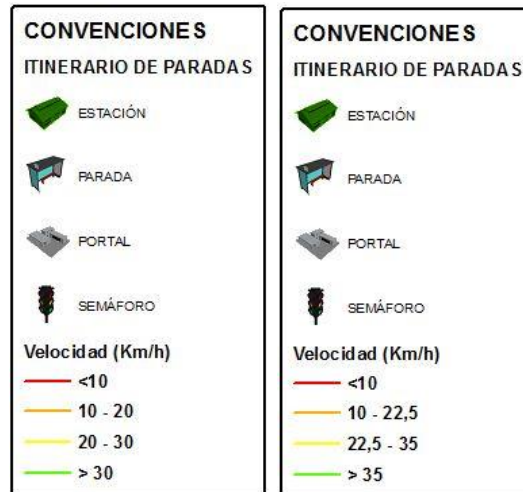 CONVENCIONES
ITINERARIO DE PARADAS
ESTACIÓN
PARADA
PORTAL
SEMÁFORO
Velocidad (Km/h)
<10
10 - 20
20 - 30
> 30
CONVENCIONES
ITINERARIO DE PARADAS
ESTACIÓN
PARADA
PORTAL
SEMÁFORO
Velocidad (Km/h)
<10
10 - 22,5
22,5 - 35
> 35